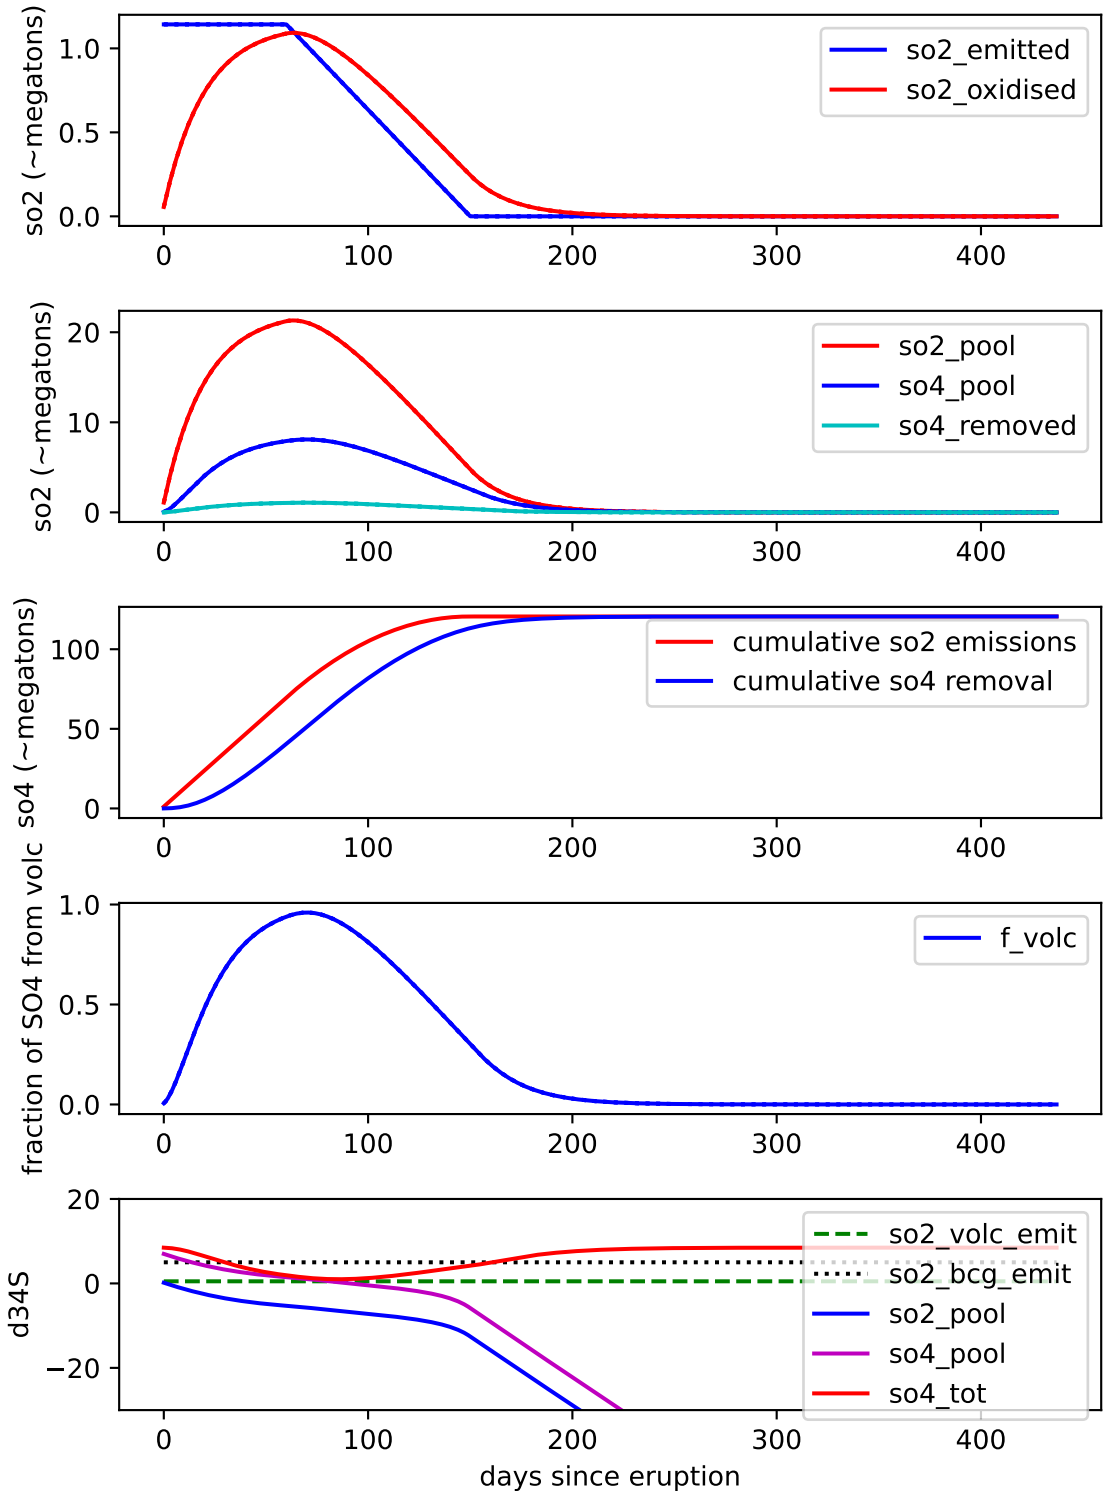 so2 (~megatons)
1.0
0.5
0.0
so2_emitted
so2_oxidised
0 100 200 300 400
so2 (~megatons)
20
10
0
so2_pool
so4_pool
so4_removed
0 100 200 300 400
so4 (~megatons)
100
50
0
cumulative so2 emissions
cumulative so4 removal
0 100 200 300 400
fraction of SO4 from volc
1.0
0.5
0.0
f_volc
0 100 200 300 400
d34S
20
0
−20
so2_volc_emit
so2_bcg_emit
so2_pool
so4_pool
so4_tot
0 100 200 300 400
days since eruption